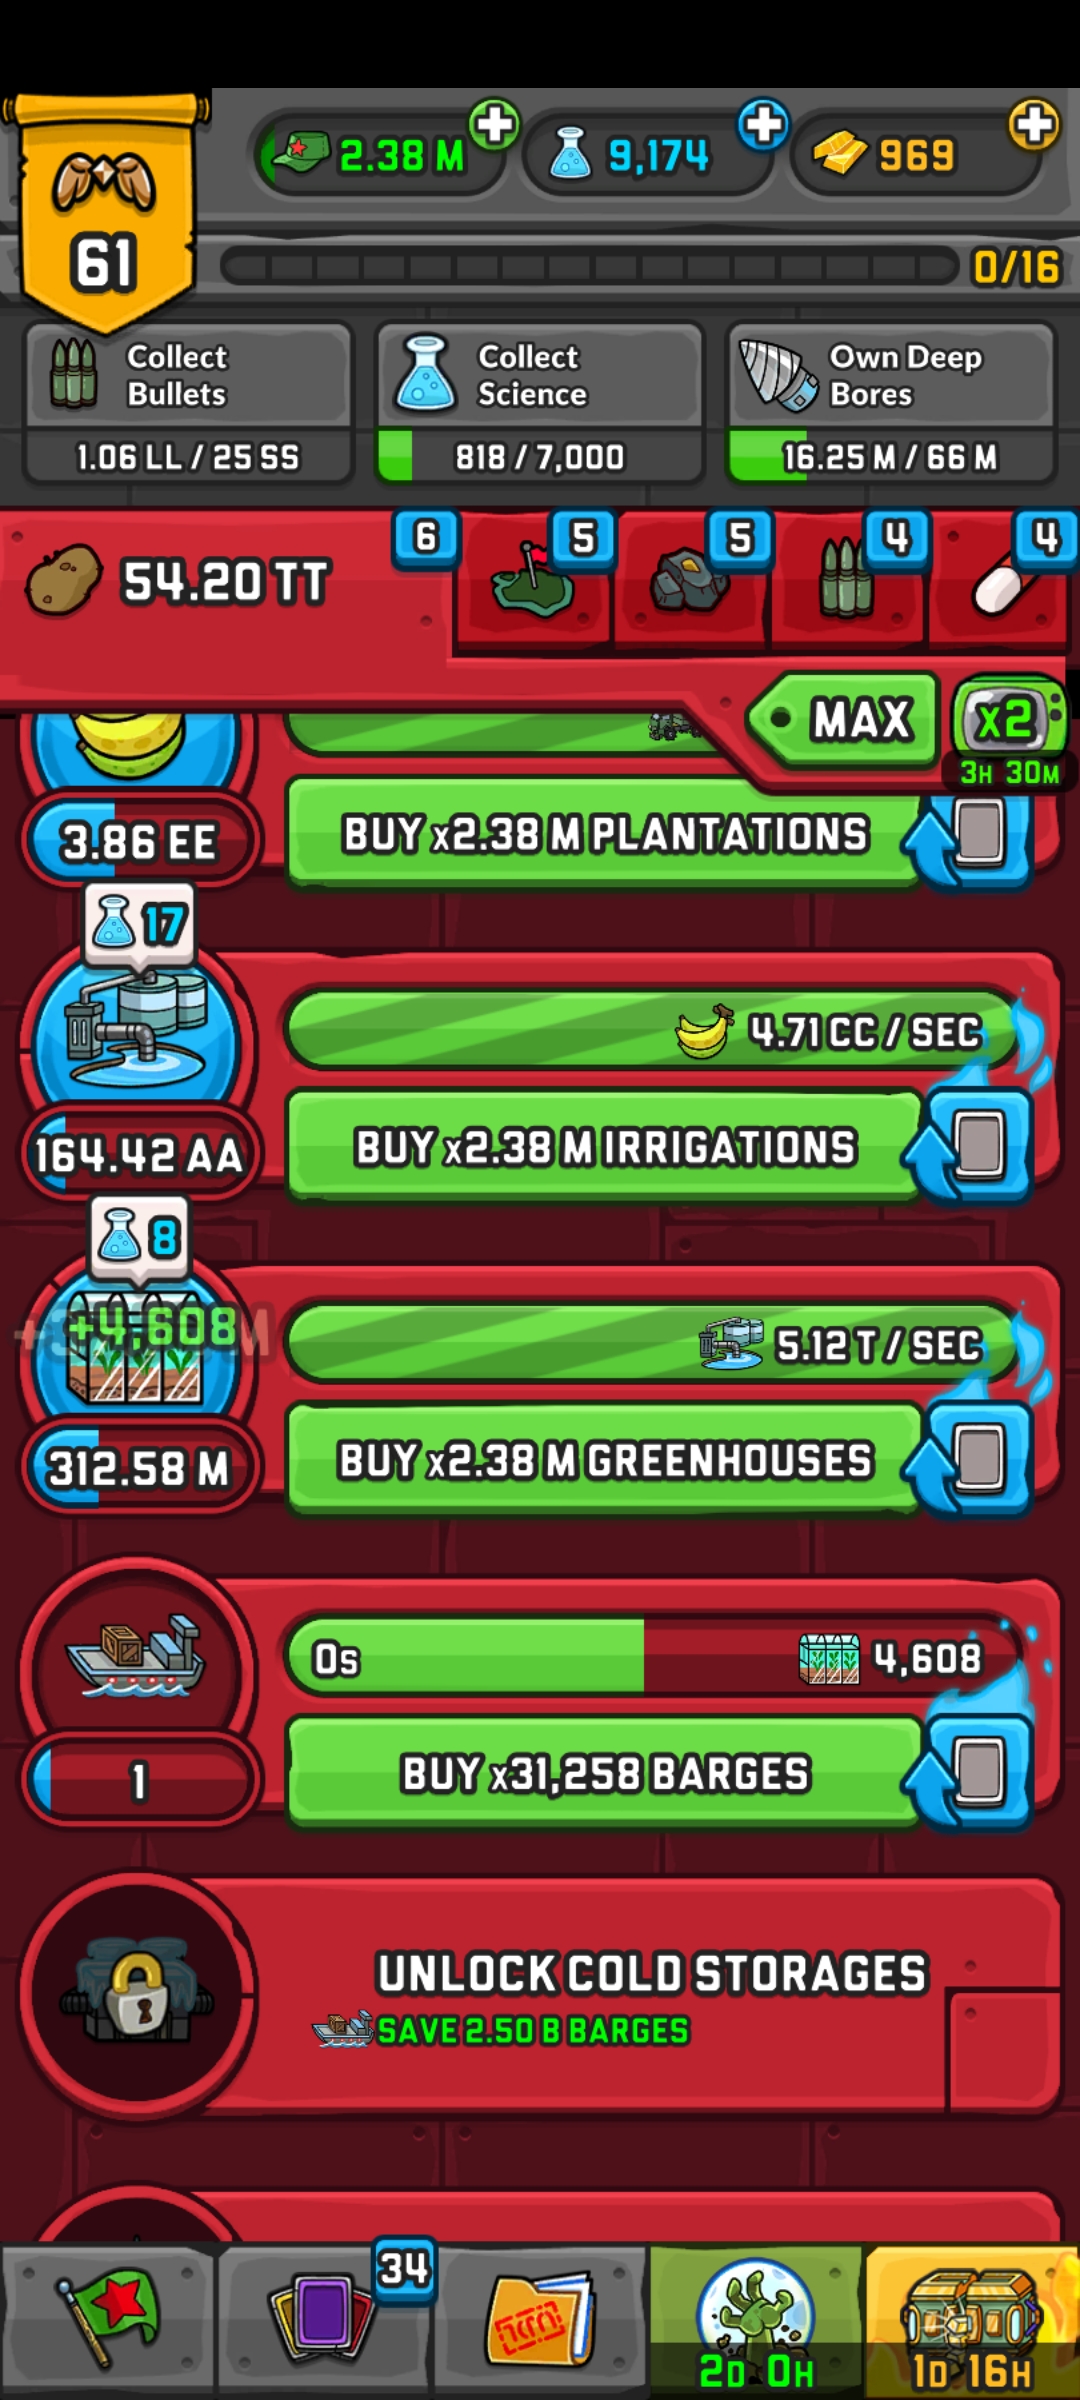 2.38 M
9,174
969
61
0/16
Collect
Bullets
Collect
Science
Own Deep
Bores
1.06 LL / 25 SS
818 / 7,000
16.25 M / 66 M
54.20 TT
6
5
5
4
4
MAX
x2
3H 30M
3.86 EE
BUY x2.38 M PLANTATIONS
17
4.71 CC / SEC
164.42 AA
BUY x2.38 M IRRIGATIONS
8
+4,608
5.12 T / SEC
312.58 M
BUY x2.38 M GREENHOUSES
0s
4,608
1
BUY x31,258 BARGES
UNLOCK COLD STORAGES
SAVE 2.50 B BARGES
34
2D 0H
1D 16H